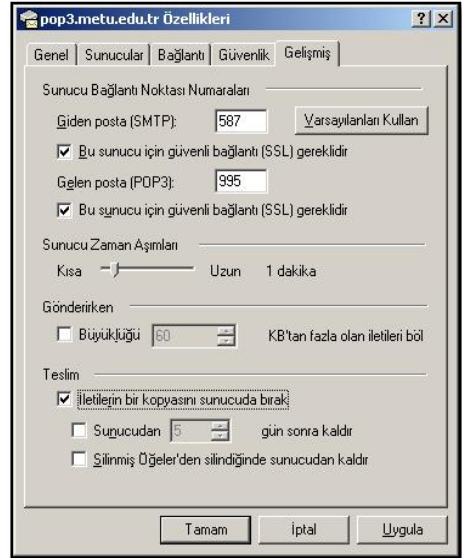 pop3.metu.edu.tr Özellikleri
Genel Sunucular Bağlantı Güvenlik Gelişmiş
Sunucu Bağlantı Noktası Numaraları
Giden posta (SMTP): 587 Varsayılanları Kullan
Bu sunucu için güvenli bağlantı (SSL) gereklidir
Gelen posta (POP3): 995
Bu sunucu için güvenli bağlantı (SSL) gereklidir
Sunucu Zaman Aşımları
Kısa Uzun 1 dakika
Gönderirken
Büyüklüğü 60 KB'tan fazla olan iletileri böl
Teslim
İletilerin bir kopyasını sunucuda bırak
Sunucudan 5 gün sonra kaldır
Silinmiş Öğeler'den silindiğinde sunucudan kaldır
Tamam İptal Uygula